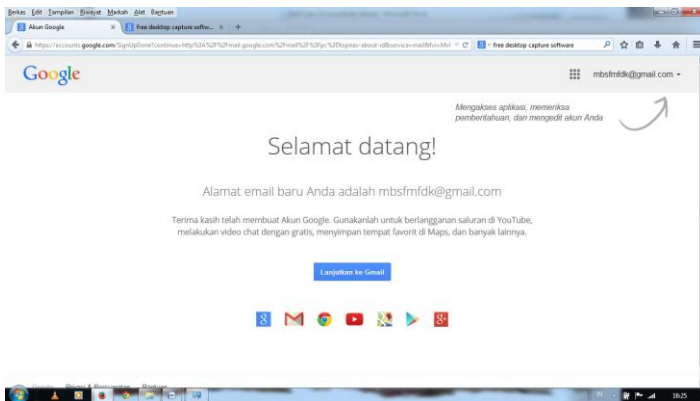 Berkas Edit Tampilan Riwayat Markah Alat Bantuan
Akun Google
free desktop capture softw...
free desktop capture software
Google
mbsfmfdk@gmail.com
Mengakses aplikasi, memeriksa
pemberitahuan, dan mengedit akun Anda
Selamat datang!
Alamat email baru Anda adalah mbsfmfdk@gmail.com
Terima kasih telah membuat Akun Google. Gunakanlah untuk berlangganan saluran di YouTube,
melakukan video chat dengan gratis, menyimpan tempat favorit di Maps, dan banyak lainnya.
Lanjutkan ke Gmail
16:25